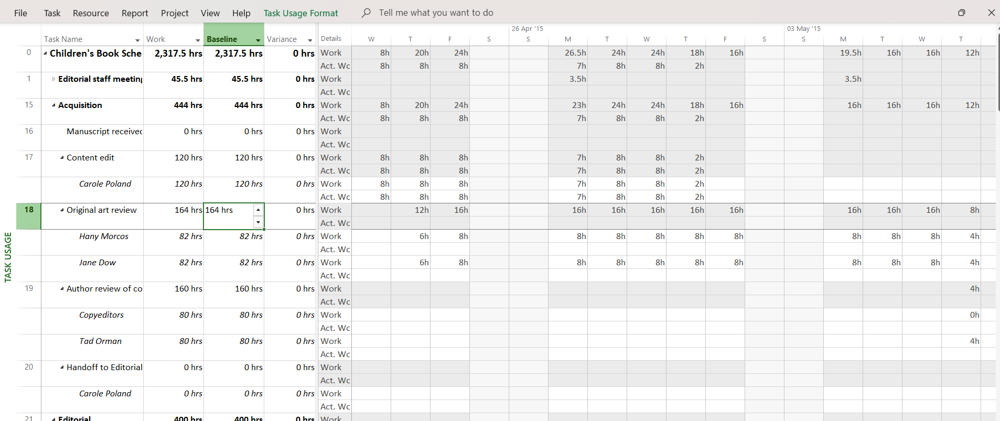 File Task Resource Report Project View Help Task Usage Format Tell me what you want to do
26 Apr '15 03 May '15
Task Name Work Baseline Variance Details W T F S S M T W T F S S M T W T
0 Children's Book Sche 2,317.5 hrs 2,317.5 hrs 0 hrs Work 8h 20h 24h 26.5h 24h 24h 18h 16h 19.5h 16h 16h 12h
Act. Wc 8h 8h 8h 7h 8h 8h 2h
1 Editorial staff meeting 45.5 hrs 45.5 hrs 0 hrs Work 3.5h 3.5h
Act. Wc
15 Acquisition 444 hrs 444 hrs 0 hrs Work 8h 20h 24h 23h 24h 24h 18h 16h 16h 16h 16h 12h
Act. Wc 8h 8h 8h 7h 8h 8h 2h
16 Manuscript received 0 hrs 0 hrs 0 hrs Work
Act. Wc
17 Content edit 120 hrs 120 hrs 0 hrs Work 8h 8h 8h 7h 8h 8h 2h
Act. Wc 8h 8h 8h 7h 8h 8h 2h
Carole Poland 120 hrs 120 hrs 0 hrs Work 8h 8h 8h 7h 8h 8h 2h
Act. Wc 8h 8h 8h 7h 8h 8h 2h
18 Original art review 164 hrs 164 hrs 0 hrs Work 12h 16h 16h 16h 16h 16h 16h 16h 16h 16h 8h
Act. Wc
Hany Morcos 82 hrs 82 hrs 0 hrs Work 6h 8h 8h 8h 8h 8h 8h 8h 8h 8h 4h
Act. Wc
Jane Dow 82 hrs 82 hrs 0 hrs Work 6h 8h 8h 8h 8h 8h 8h 8h 8h 8h 4h
Act. Wc
19 Author review of co 160 hrs 160 hrs 0 hrs Work 4h
Act. Wc
Copyeditors 80 hrs 80 hrs 0 hrs Work 0h
Act. Wc
Tad Orman 80 hrs 80 hrs 0 hrs Work 4h
Act. Wc
20 Handoff to Editorial 0 hrs 0 hrs 0 hrs Work
Act. Wc
Carole Poland 0 hrs 0 hrs 0 hrs Work
Act. Wc
21 Editorial 400 hrs 400 hrs 0 hrs Work
TASK USAGE